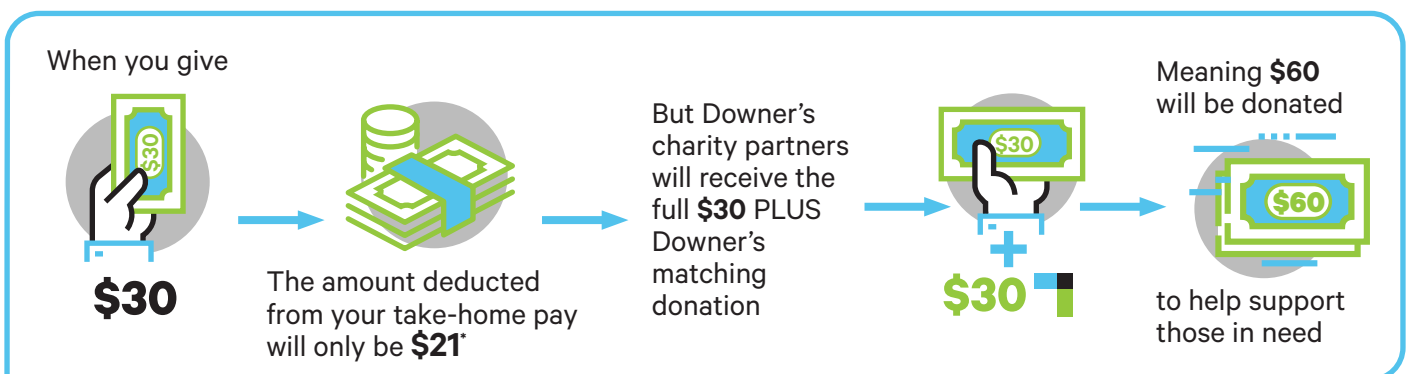 When you give
$30
$30
The amount deducted
from your take-home pay
will only be $21*
But Downer’s
charity partners
will receive the
full $30 PLUS
Downer’s
matching
donation
$30
+
$30
Meaning $60
will be donated
$60
to help support
those in need